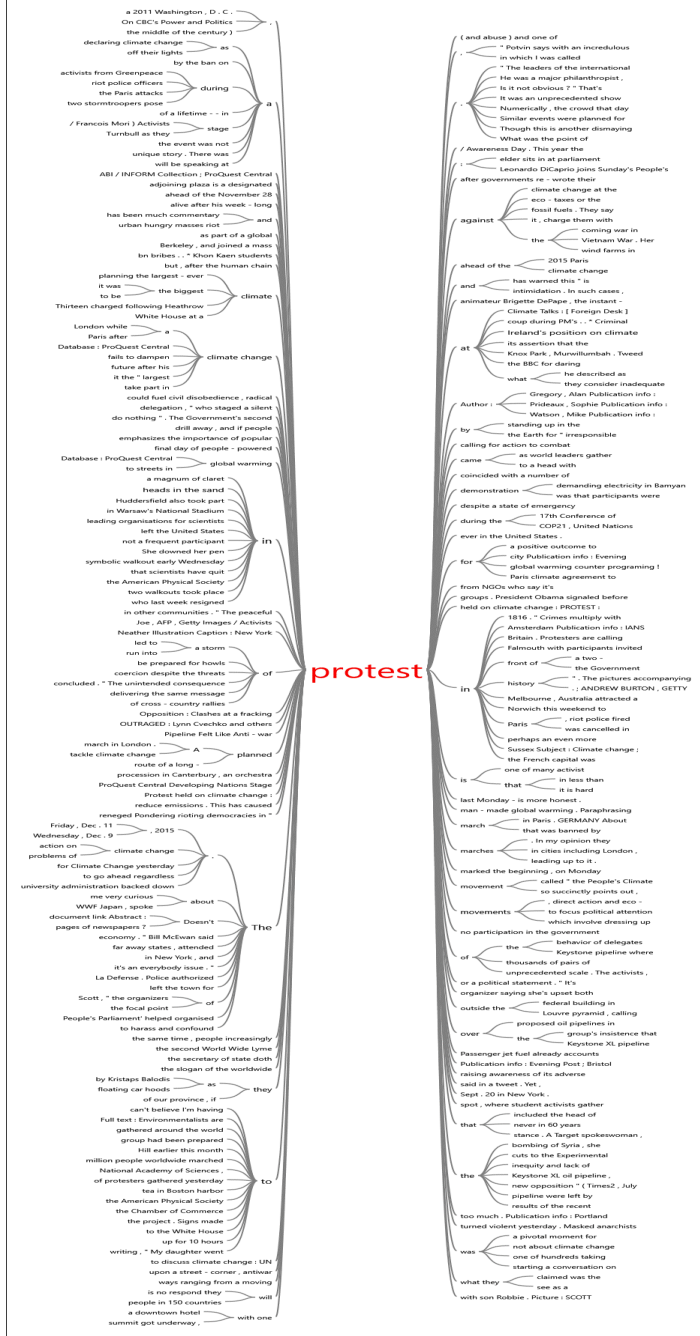 a 2011 Washington , D . C .
On CBC's Power and Politics
the middle of the century )
,
declaring climate change
off their lights
as
by the ban on
activists from Greenpeace
riot police officers
the Paris attacks
two stormtroopers pose
during
of a lifetime - - in
/ Francois Mori ) Activists
Turnbull as they
stage
the event was not
unique story . There was
will be speaking at
a
ABI / INFORM Collection ; ProQuest Central
adjoining plaza is a designated
ahead of the November 28
alive after his week - long
has been much commentary
urban hungry masses riot
and
as part of a global
Berkeley , and joined a mass
bn bribes . . * Khon Kaen students
but , after the human chain
planning the largest - ever
it was
to be
the biggest
Thirteen charged following Heathrow
White House at a
climate
London while
Paris after
a
Database : ProQuest Central
fails to dampen
future after his
it the " largest
take part in
climate change
could fuel civil disobedience , radical
delegation , " who staged a silent
do nothing " . The Government's second
drill away , and if people
emphasizes the importance of popular
final day of people - powered
Database : ProQuest Central
to streets in
global warming
a magnum of claret
heads in the sand
Huddersfield also took part
in Warsaw's National Stadium
leading organisations for scientists
left the United States
not a frequent participant
She downed her pen
symbolic walkout early Wednesday
that scientists have quit
the American Physical Society
two walkouts took place
who last week resigned
in
in other communities . " The peaceful
Joe , AFP , Getty Images / Activists
Neather Illustration Caption : New York
led to
run into
a storm
be prepared for howls
coercion despite the threats
concluded . " The unintended consequence
delivering the same message
of cross - country rallies
of
Opposition : Clashes at a fracking
OUTRAGED : Lynn Cvechko and others
Pipeline Felt Like Anti - war
march in London .
tackle climate change
A
route of a long -
planned
procession in Canterbury , an orchestra
ProQuest Central Developing Nations Stage
Protest held on climate change :
reduce emissions . This has caused
reneged Pondering rioting democracies in "
Friday , Dec . 11
Wednesday , Dec . 9
, 2015
action on
problems of
climate change
for Climate Change yesterday
to go ahead regardless
university administration backed down
.
me very curious
WWF Japan , spoke
about
document link Abstract :
pages of newspapers ?
Doesn't
economy . " Bill McEwan said
far away states , attended
in New York , and
it's an everybody issue . "
La Defense . Police authorized
left the town for
Scott , " the organizers
the focal point
of
People's Parliament' helped organised
to harass and confound
The
the same time , people increasingly
the second World Wide Lyme
the secretary of state doth
the slogan of the worldwide
by Kristaps Balodis
floating car hoods
as
of our province , if
they
can't believe I'm having
Full text : Environmentalists are
gathered around the world
group had been prepared
Hill earlier this month
million people worldwide marched
National Academy of Sciences ,
of protesters gathered yesterday
tea in Boston harbor
the American Physical Society
the Chamber of Commerce
the project . Signs made
to the White House
up for 10 hours
writing , " My daughter went
to
to discuss climate change : UN
upon a street - corner , antiwar
ways ranging from a moving
is no respond they
people in 150 countries
will
a downtown hotel
summit got underway ,
with one
protest
( and abuse ) and one of
,
" Potvin says with an incredulous
in which I was called
.
" The leaders of the international
He was a major philanthropist ,
Is it not obvious ? " That's
It was an unprecedented show
Numerically , the crowd that day
Similar events were planned for
Though this is another dismaying
What was the point of
/ Awareness Day . This year the
:
elder sits in at parliament
Leonardo DiCaprio joins Sunday's People's
after governments re - wrote their
against
climate change at the
eco - taxes or the
fossil fuels . They say
it , charge them with
the
coming war in
Vietnam War . Her
wind farms in
ahead of the
2015 Paris
climate change
and
has warned this " is
intimidation . In such cases ,
animateur Brigette DePape , the instant -
at
Climate Talks : [ Foreign Desk ]
coup during PM's . . * Criminal
Ireland's position on climate
its assertion that the
Knox Park , Murwillumbah . Tweed
the BBC for daring
what
he described as
they consider inadequate
Author :
Gregory , Alan Publication info :
Prideaux , Sophie Publication info :
Watson , Mike Publication info :
by
standing up in the
the Earth for " irresponsible
calling for action to combat
came
as world leaders gather
to a head with
coincided with a number of
demonstration
demanding electricity in Bamyan
was that participants were
despite a state of emergency
during the
17th Conference of
COP21 , United Nations
ever in the United States .
for
a positive outcome to
city Publication info : Evening
global warming counter programing !
Paris climate agreement to
from NGOs who say it's
groups . President Obama signaled before
held on climate change : PROTEST :
in
1816 . " Crimes multiply with
Amsterdam Publication info : IANS
Britain . Protesters are calling
Falmouth with participants invited
front of
a two -
the Government
history
" . The pictures accompanying
. ; ANDREW BURTON , GETTY
Melbourne , Australia attracted a
Norwich this weekend to
Paris
, riot police fired
was cancelled in
perhaps an even more
Sussex Subject : Climate change ;
the French capital was
is
one of many activist
that
in less than
it is hard
last Monday - is more honest .
man - made global warming . Paraphrasing
march
in Paris . GERMANY About
that was banned by
marches
. In my opinion they
in cities including London ,
leading up to it .
marked the beginning , on Monday
movement
called " the People's Climate
so succinctly points out ,
movements
, direct action and eco -
to focus political attention
which involve dressing up
no participation in the government
of
the
behavior of delegates
Keystone pipeline where
thousands of pairs of
unprecedented scale . The activists ,
or a political statement . " It's
organizer saying she's upset both
outside the
federal building in
Louvre pyramid , calling
over
proposed oil pipelines in
the
group's insistence that
Keystone XL pipeline
Passenger jet fuel already accounts
Publication info : Evening Post ; Bristol
raising awareness of its adverse
said in a tweet . Yet ,
Sept . 20 in New York .
spot , where student activists gather
that
included the head of
never in 60 years
stance . A Target spokeswoman ,
the
bombing of Syria , she
cuts to the Experimental
inequity and lack of
Keystone XL oil pipeline ,
new opposition " ( Times2 , July
pipeline were left by
results of the recent
too much . Publication info : Portland
turned violent yesterday . Masked anarchists
was
a pivotal moment for
not about climate change
one of hundreds taking
starting a conversation on
what they
claimed was the
see as a
with son Robbie . Picture : SCOTT